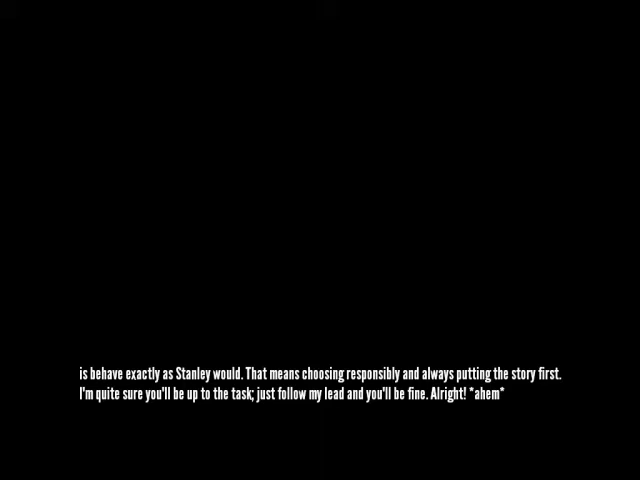 is behave exactly as Stanley would. That means choosing responsibly and always putting the story first.
I'm quite sure you'll be up to the task; just follow my lead and you'll be fine. Alright! *ahem*